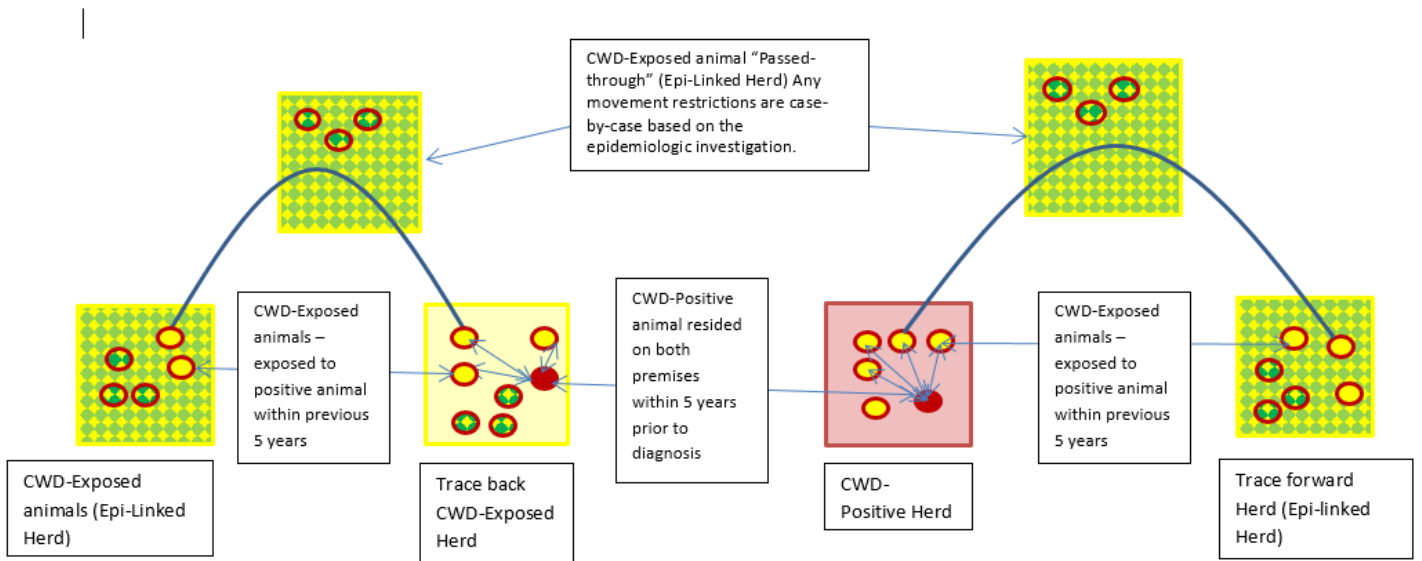 CWD-Exposed animal “Passed-
through” (Epi-Linked Herd) Any
movement restrictions are case-
by-case based on the
epidemiologic investigation.
CWD-Exposed
animals –
exposed to
positive animal
within previous
5 years
CWD-Positive
animal resided
on both
premises
within 5 years
prior to
diagnosis
CWD-Exposed
animals –
exposed to
positive animal
within previous
5 years
CWD-Exposed
animals (Epi-Linked
Herd)
Trace back
CWD-Exposed
Herd
CWD-
Positive Herd
Trace forward
Herd (Epi-linked
Herd)